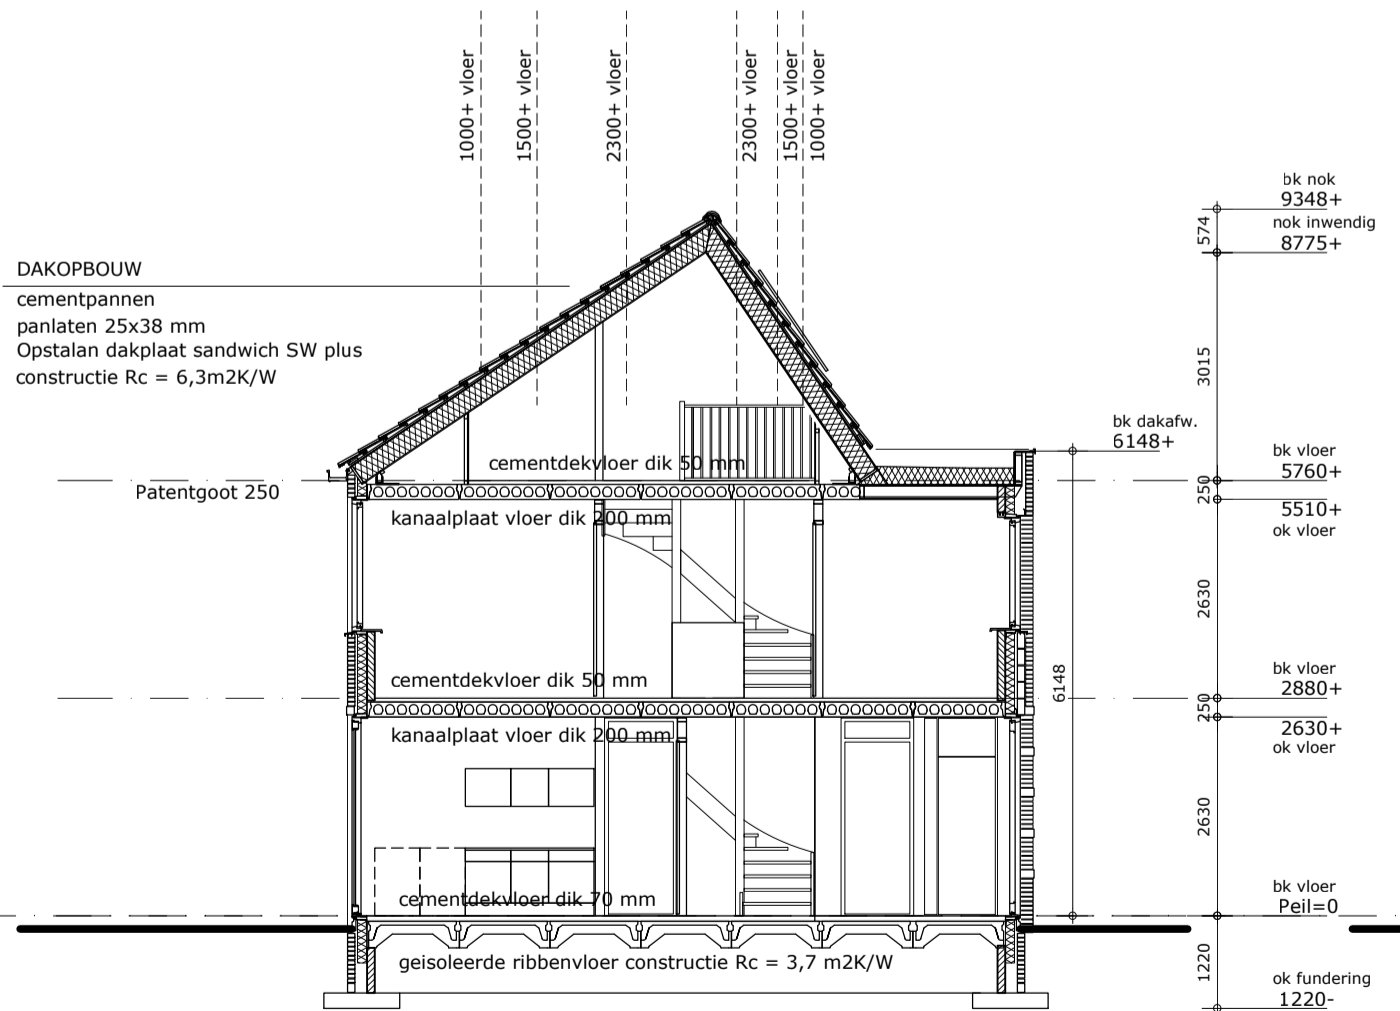 1000+ vloer
1500+ vloer
2300+ vloer
2300+ vloer
1500+ vloer
1000+ vloer
DAKOPBOUW
cementpannen
panlaten 25x38 mm
Opstalan dakplaat sandwich SW plus
constructie Rc = 6,3m2K/W
Patentgoot 250
cementdekvloer dik 50 mm
kanaalplaat vloer dik 200 mm
cementdekvloer dik 50 mm
kanaalplaat vloer dik 200 mm
cementdekvloer dik 70 mm
geisoleerde ribbenvloer constructie Rc = 3,7 m2K/W
bk dakafw.
6148+
6148
574
3015
250
2630
250
2630
1220
bk nok
9348+
nok inwendig
8775+
bk vloer
5760+
5510+
ok vloer
bk vloer
2880+
2630+
ok vloer
bk vloer
Peil=0
ok fundering
1220-